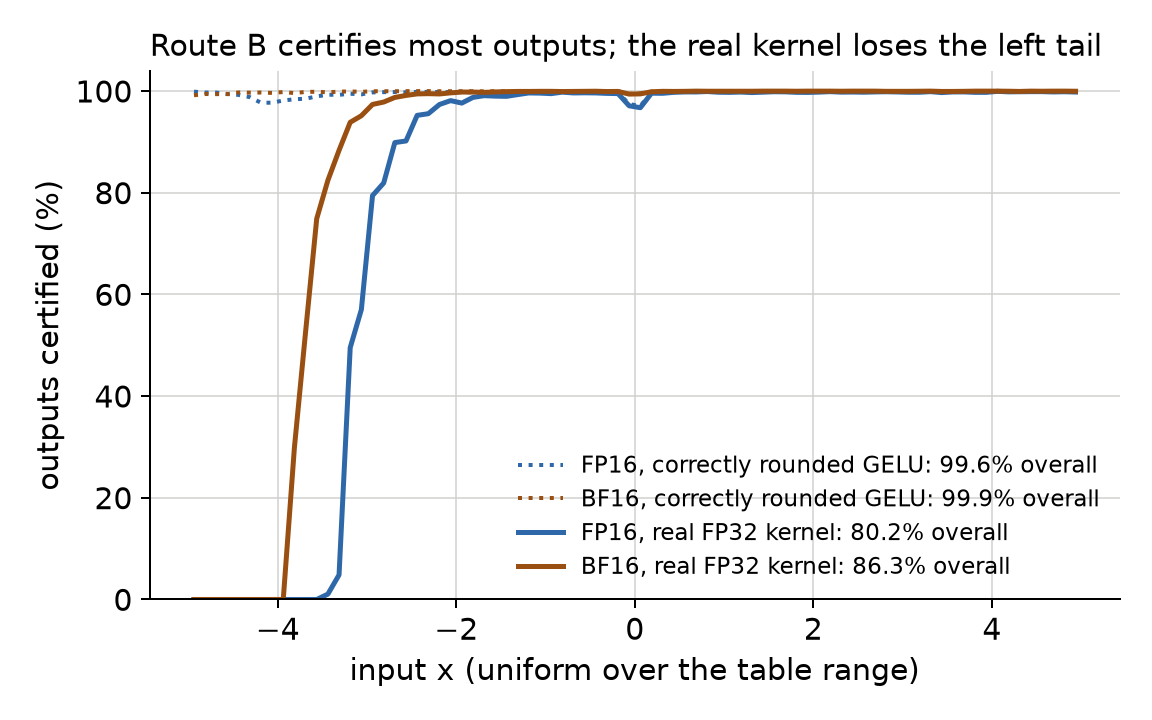 Route B certifies most outputs; the real kernel loses the left tail
100
80
60
40
20
0
outputs certified (%)
FP16, correctly rounded GELU: 99.6% overall
BF16, correctly rounded GELU: 99.9% overall
FP16, real FP32 kernel: 80.2% overall
BF16, real FP32 kernel: 86.3% overall
−4
−2
0
2
4
input x (uniform over the table range)